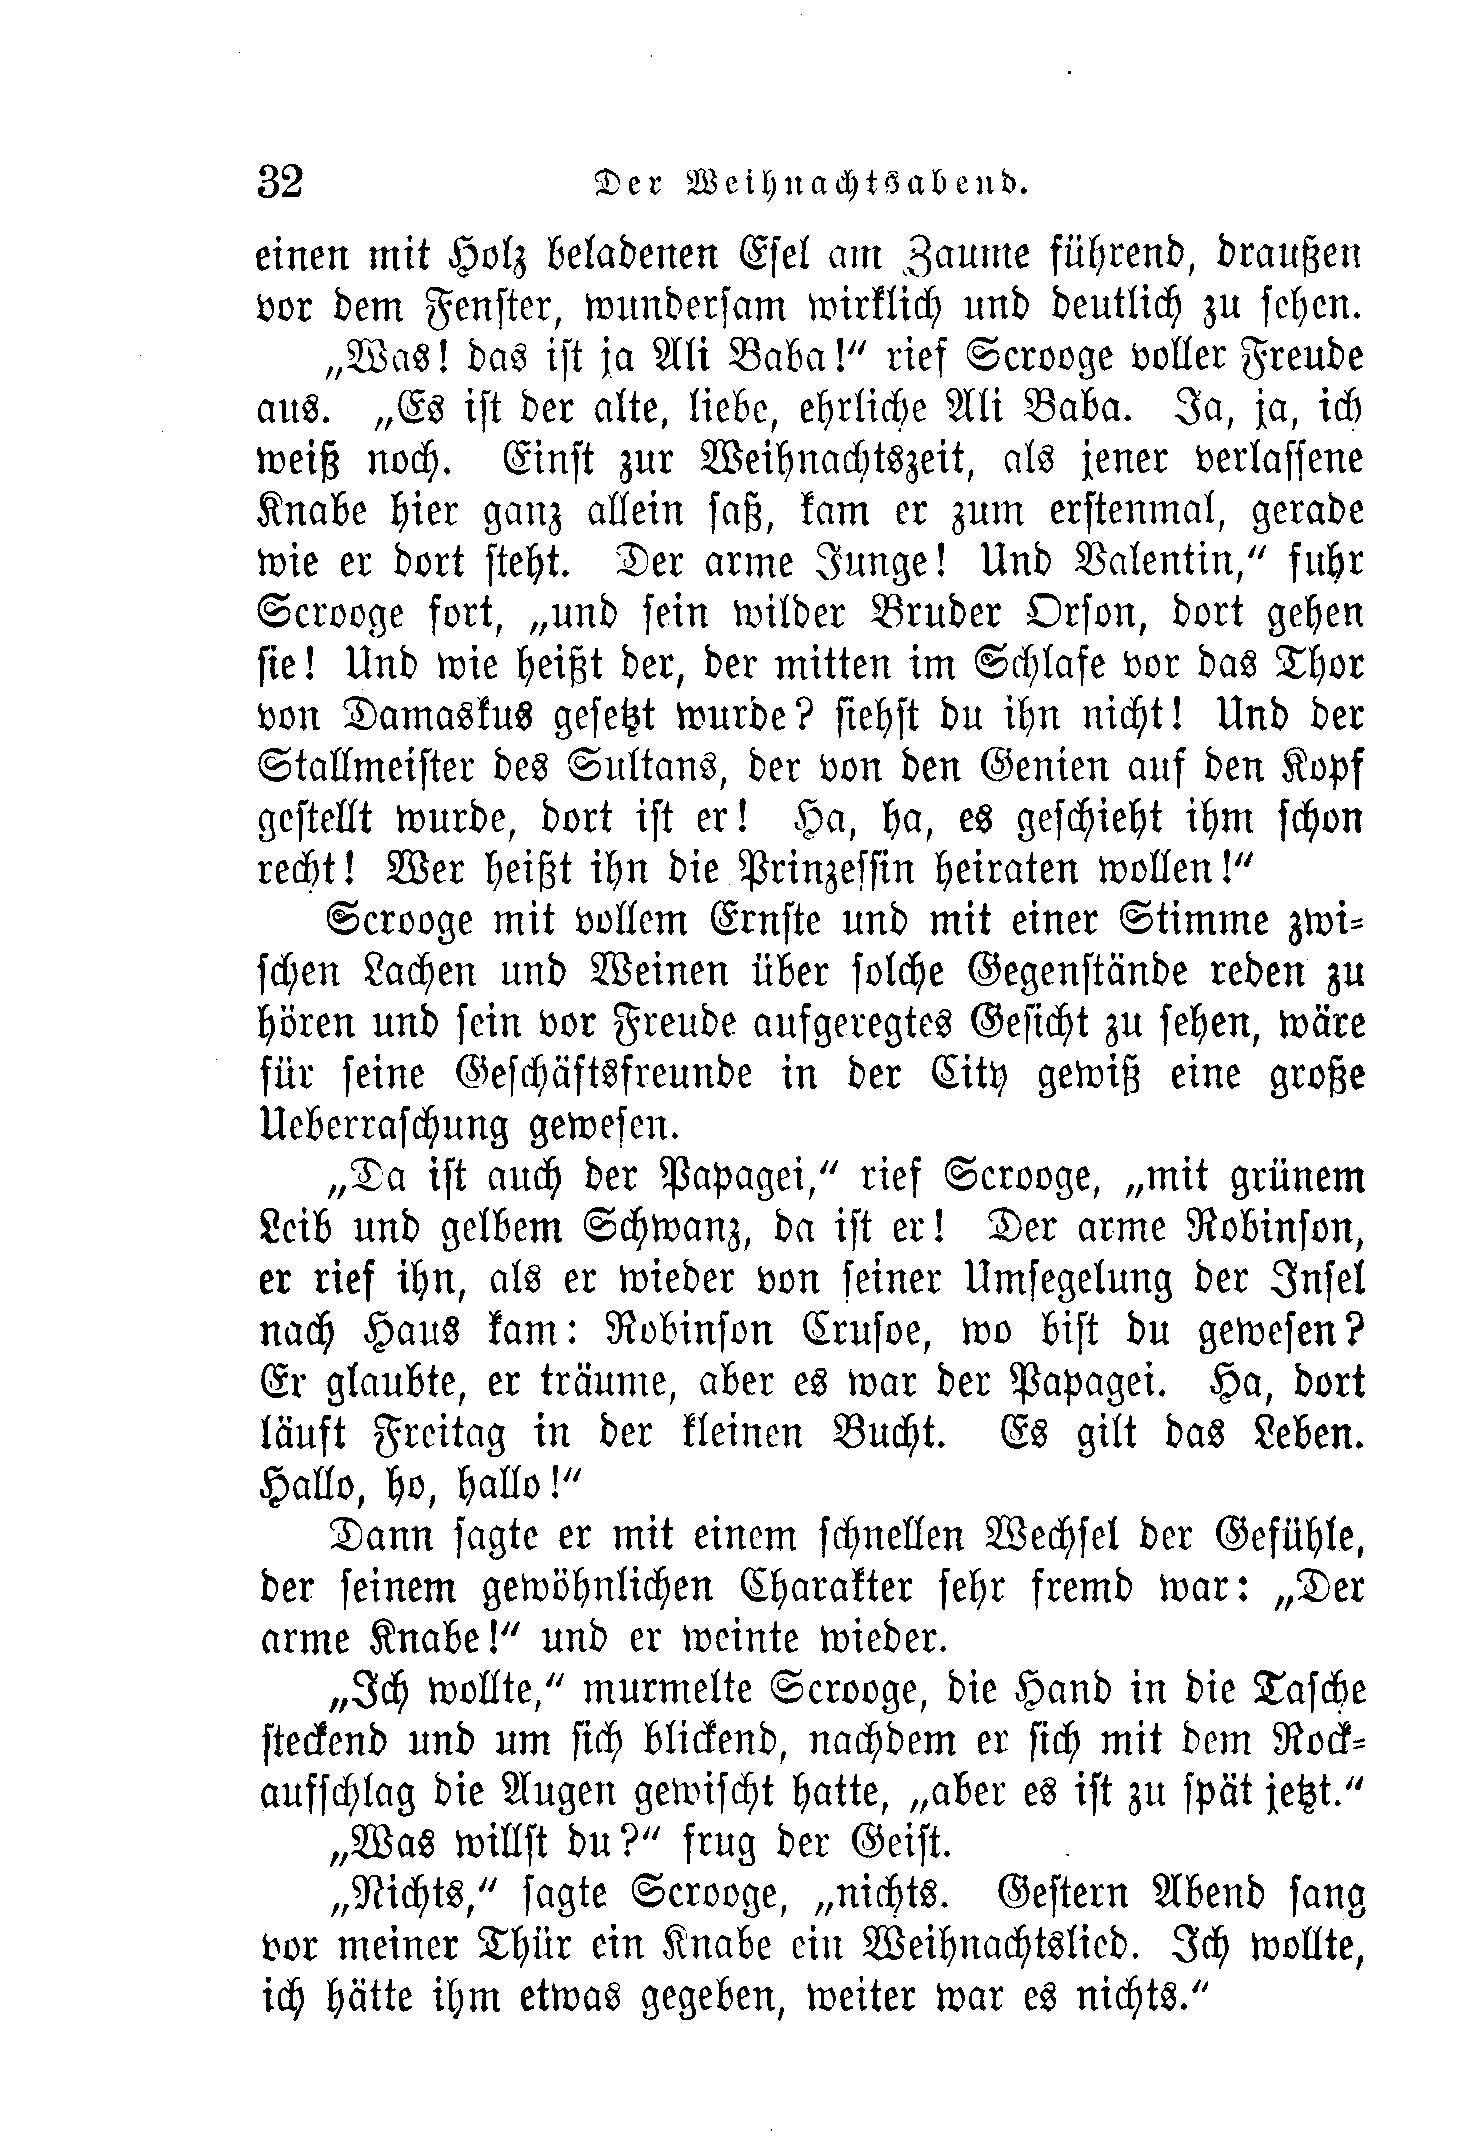 32 Der Weihnachtsabend.
einen mit Holz beladenen Esel am Zaume führend, draußen
vor dem Fenster, wundersam wirklich und deutlich zu sehen.
„Was! das ist ja Ali Baba!“ rief Scrooge voller Freude
aus. „Es ist der alte, liebe, ehrliche Ali Baba. Ja, ja, ich
weiß noch. Einst zur Weihnachtszeit, als jener verlassene
Knabe hier ganz allein saß, kam er zum erstenmal, gerade
wie er dort steht. Der arme Junge! Und Valentin,“ fuhr
Scrooge fort, „und sein wilder Bruder Orson, dort gehen
sie! Und wie heißt der, der mitten im Schlafe vor das Thor
von Damaskus gesetzt wurde? siehst du ihn nicht! Und der
Stallmeister des Sultans, der von den Genien auf den Kopf
gestellt wurde, dort ist er! Ha, ha, es geschieht ihm schon
recht! Wer heißt ihn die Prinzessin heiraten wollen!“
Scrooge mit vollem Ernste und mit einer Stimme zwi-
schen Lachen und Weinen über solche Gegenstände reden zu
hören und sein vor Freude aufgeregtes Gesicht zu sehen, wäre
für seine Geschäftsfreunde in der City gewiß eine große
Ueberraschung gewesen.
„Da ist auch der Papagei,“ rief Scrooge, „mit grünem
Leib und gelbem Schwanz, da ist er! Der arme Robinson,
er rief ihn, als er wieder von seiner Umsegelung der Insel
nach Haus kam: Robinson Crusoe, wo bist du gewesen?
Er glaubte, er träume, aber es war der Papagei. Ha, dort
läuft Freitag in der kleinen Bucht. Es gilt das Leben.
Hallo, ho, hallo!“
Dann sagte er mit einem schnellen Wechsel der Gefühle,
der seinem gewöhnlichen Charakter sehr fremd war: „Der
arme Knabe!“ und er weinte wieder.
„Ich wollte,“ murmelte Scrooge, die Hand in die Tasche
steckend und um sich blickend, nachdem er sich mit dem Rock-
aufschlag die Augen gewischt hatte, „aber es ist zu spät jetzt.“
„Was willst du?“ frug der Geist.
„Nichts,“ sagte Scrooge, „nichts. Gestern Abend sang
vor meiner Thür ein Knabe ein Weihnachtslied. Ich wollte,
ich hätte ihm etwas gegeben, weiter war es nichts.“